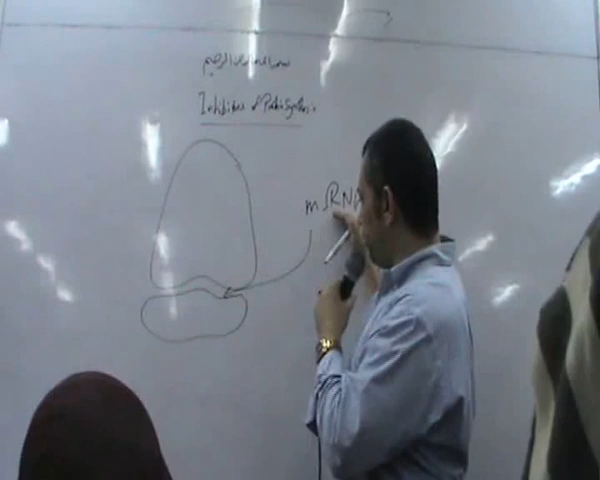 بسم الله الرحمن الرحيم
Inhibitors of Protein Synthesis
mRNA